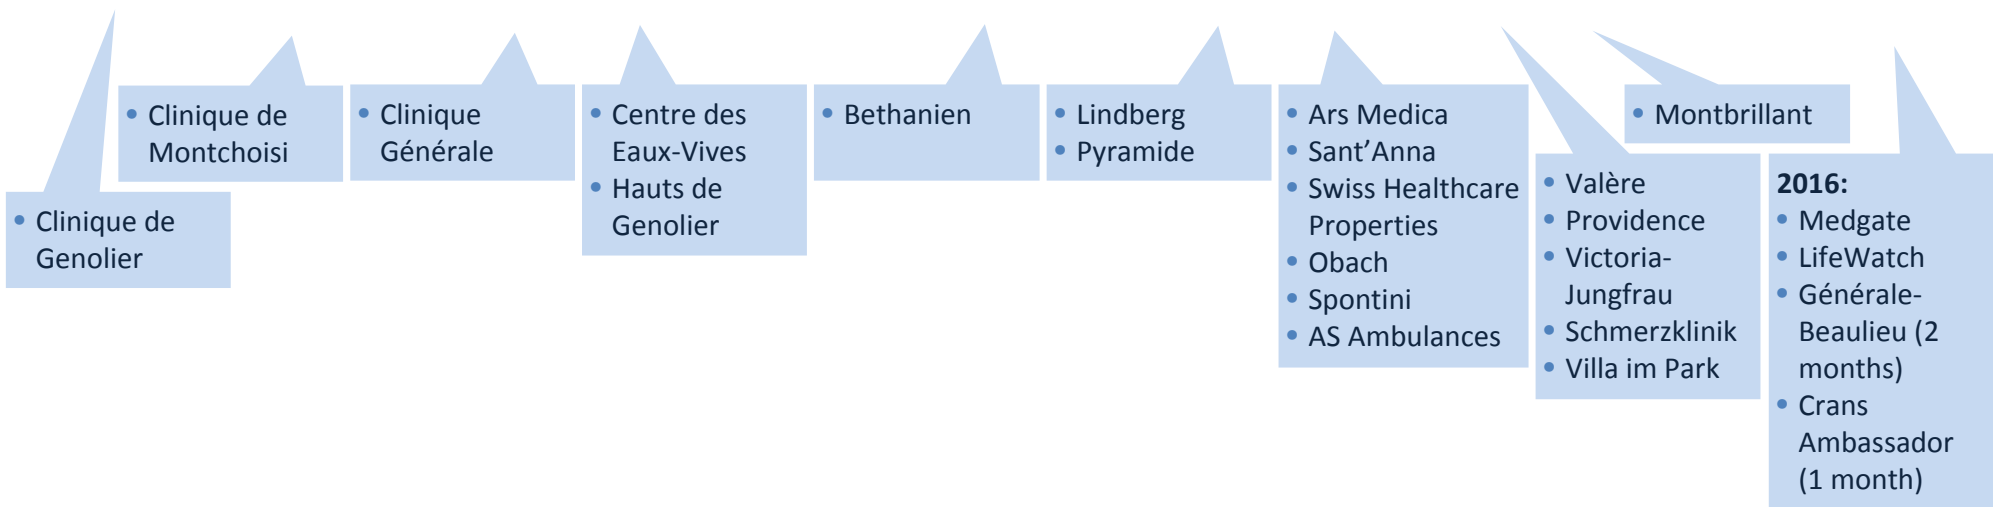 • Clinique de
Genolier
• Clinique de
Montchoisi
• Clinique
Générale
• Centre des
Eaux-Vives
• Hauts de
Genolier
• Bethanien
• Lindberg
• Pyramide
• Ars Medica
• Sant’Anna
• Swiss Healthcare
Properties
• Obach
• Spontini
• AS Ambulances
• Valère
• Providence
• Victoria-
Jungfrau
• Schmerzklinik
• Villa im Park
• Montbrillant
2016:
• Medgate
• LifeWatch
• Générale-
Beaulieu (2
months)
• Crans
Ambassador
(1 month)